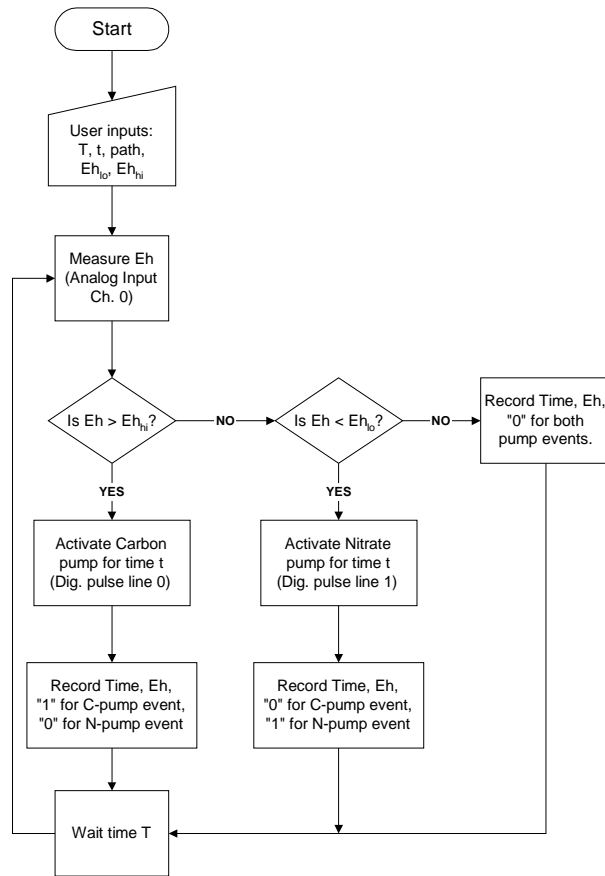 Start
User inputs:
T, t, path,
Eh_lo, Eh_hi
Measure Eh
(Analog Input
Ch. 0)
Is Eh > Eh_hi?
NO
Is Eh < Eh_lo?
NO
Record Time, Eh,
"0" for both
pump events.
YES
YES
Activate Carbon
pump for time t
(Dig. pulse line 0)
Activate Nitrate
pump for time t
(Dig. pulse line 1)
Record Time, Eh,
"1" for C-pump event,
"0" for N-pump event
Record Time, Eh,
"0" for C-pump event,
"1" for N-pump event
Wait time T